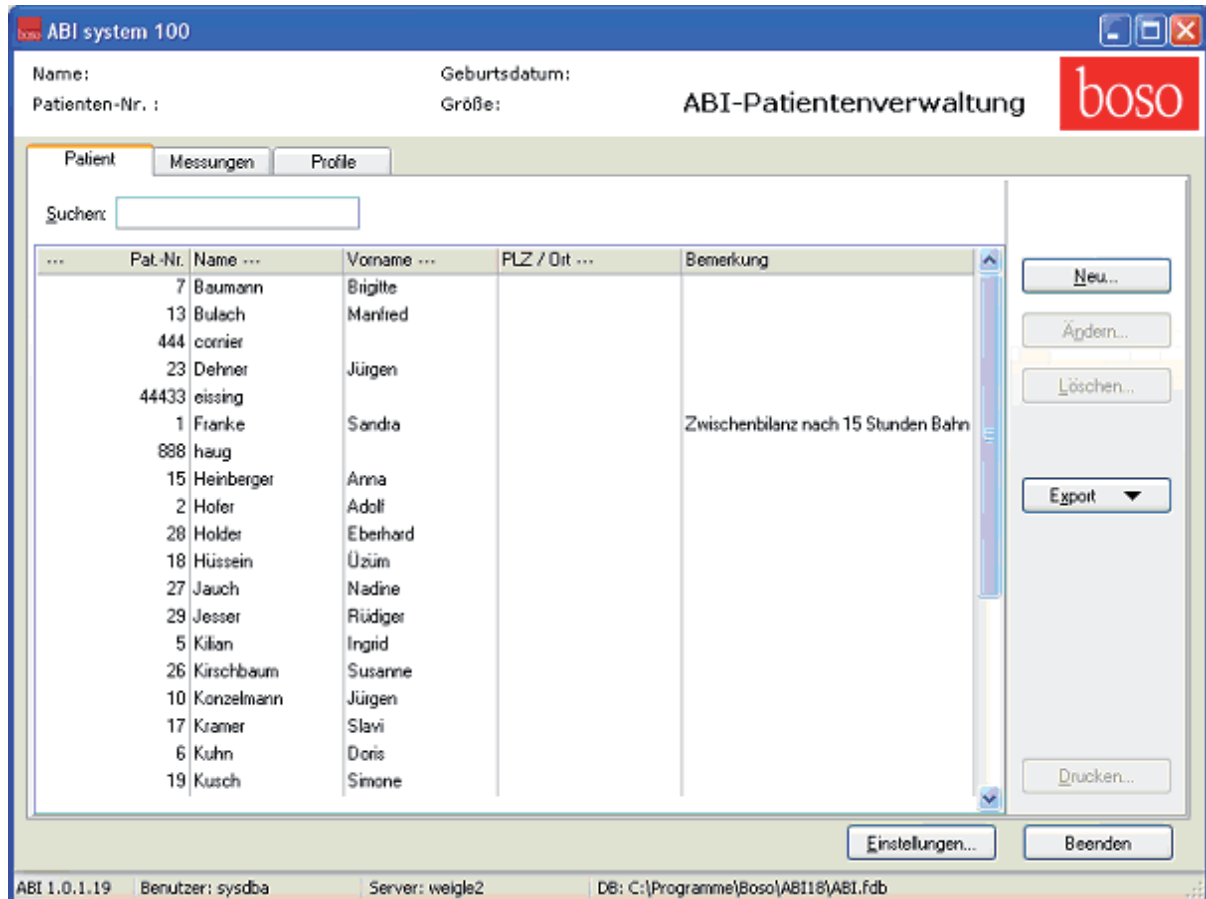 boso ABI system 100
Name: Geburtsdatum:
Patienten-Nr. : Größe: ABI-Patientenverwaltung boso
Patient Messungen Profile
Suchen:
... Pat.-Nr. Name ... Vorname ... PLZ / Ort ... Bemerkung
7 Baumann Brigitte
13 Bulach Manfred
444 cornier
23 Dehner Jürgen
44433 eissing
1 Franke Sandra Zwischenbilanz nach 15 Stunden Bahn
888 haug
15 Heinberger Anna
2 Hofer Adolf
28 Holder Eberhard
18 Hüssein Üzüm
27 Jauch Nadine
29 Jesser Rüdiger
5 Kilian Ingrid
26 Kirschbaum Susanne
10 Konzelmann Jürgen
17 Kramer Slavi
6 Kuhn Doris
19 Kusch Simone
Neu...
Ändern...
Löschen...
Export
Drucken...
Einstellungen... Beenden
ABI 1.0.1.19 Benutzer: sysdba Server: weigle2 DB: C:\Programme\Boso\ABI18\ABI.fdb